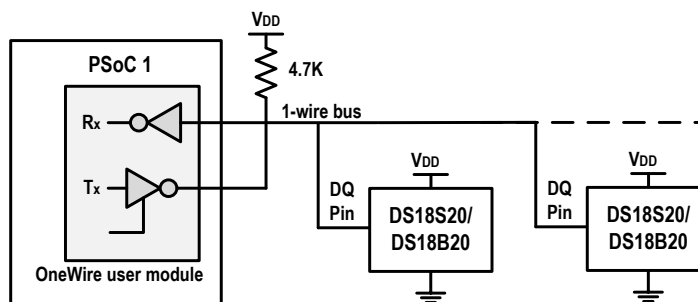 VDD
PSoC 1
4.7K
Rx
1-wire bus
Tx
VDD
VDD
DQ
Pin
DS18S20/
DS18B20
DQ
Pin
DS18S20/
DS18B20
OneWire user module